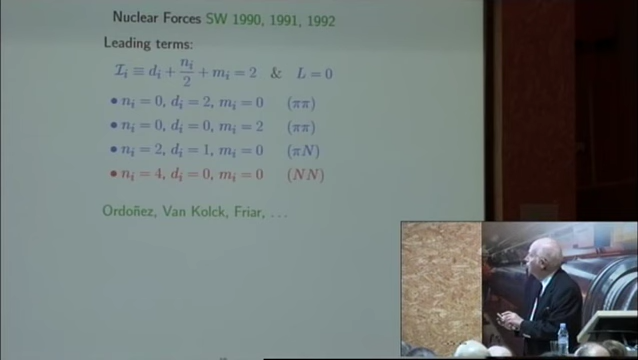 Nuclear Forces SW 1990, 1991, 1992
Leading terms:
ℐᵢ ≡ dᵢ + nᵢ/2 + mᵢ = 2 & L = 0
• nᵢ = 0, dᵢ = 2, mᵢ = 0 (ππ)
• nᵢ = 0, dᵢ = 0, mᵢ = 2 (ππ)
• nᵢ = 2, dᵢ = 1, mᵢ = 0 (πN)
• nᵢ = 4, dᵢ = 0, mᵢ = 0 (NN)
Ordoñez, Van Kolck, Friar, ...